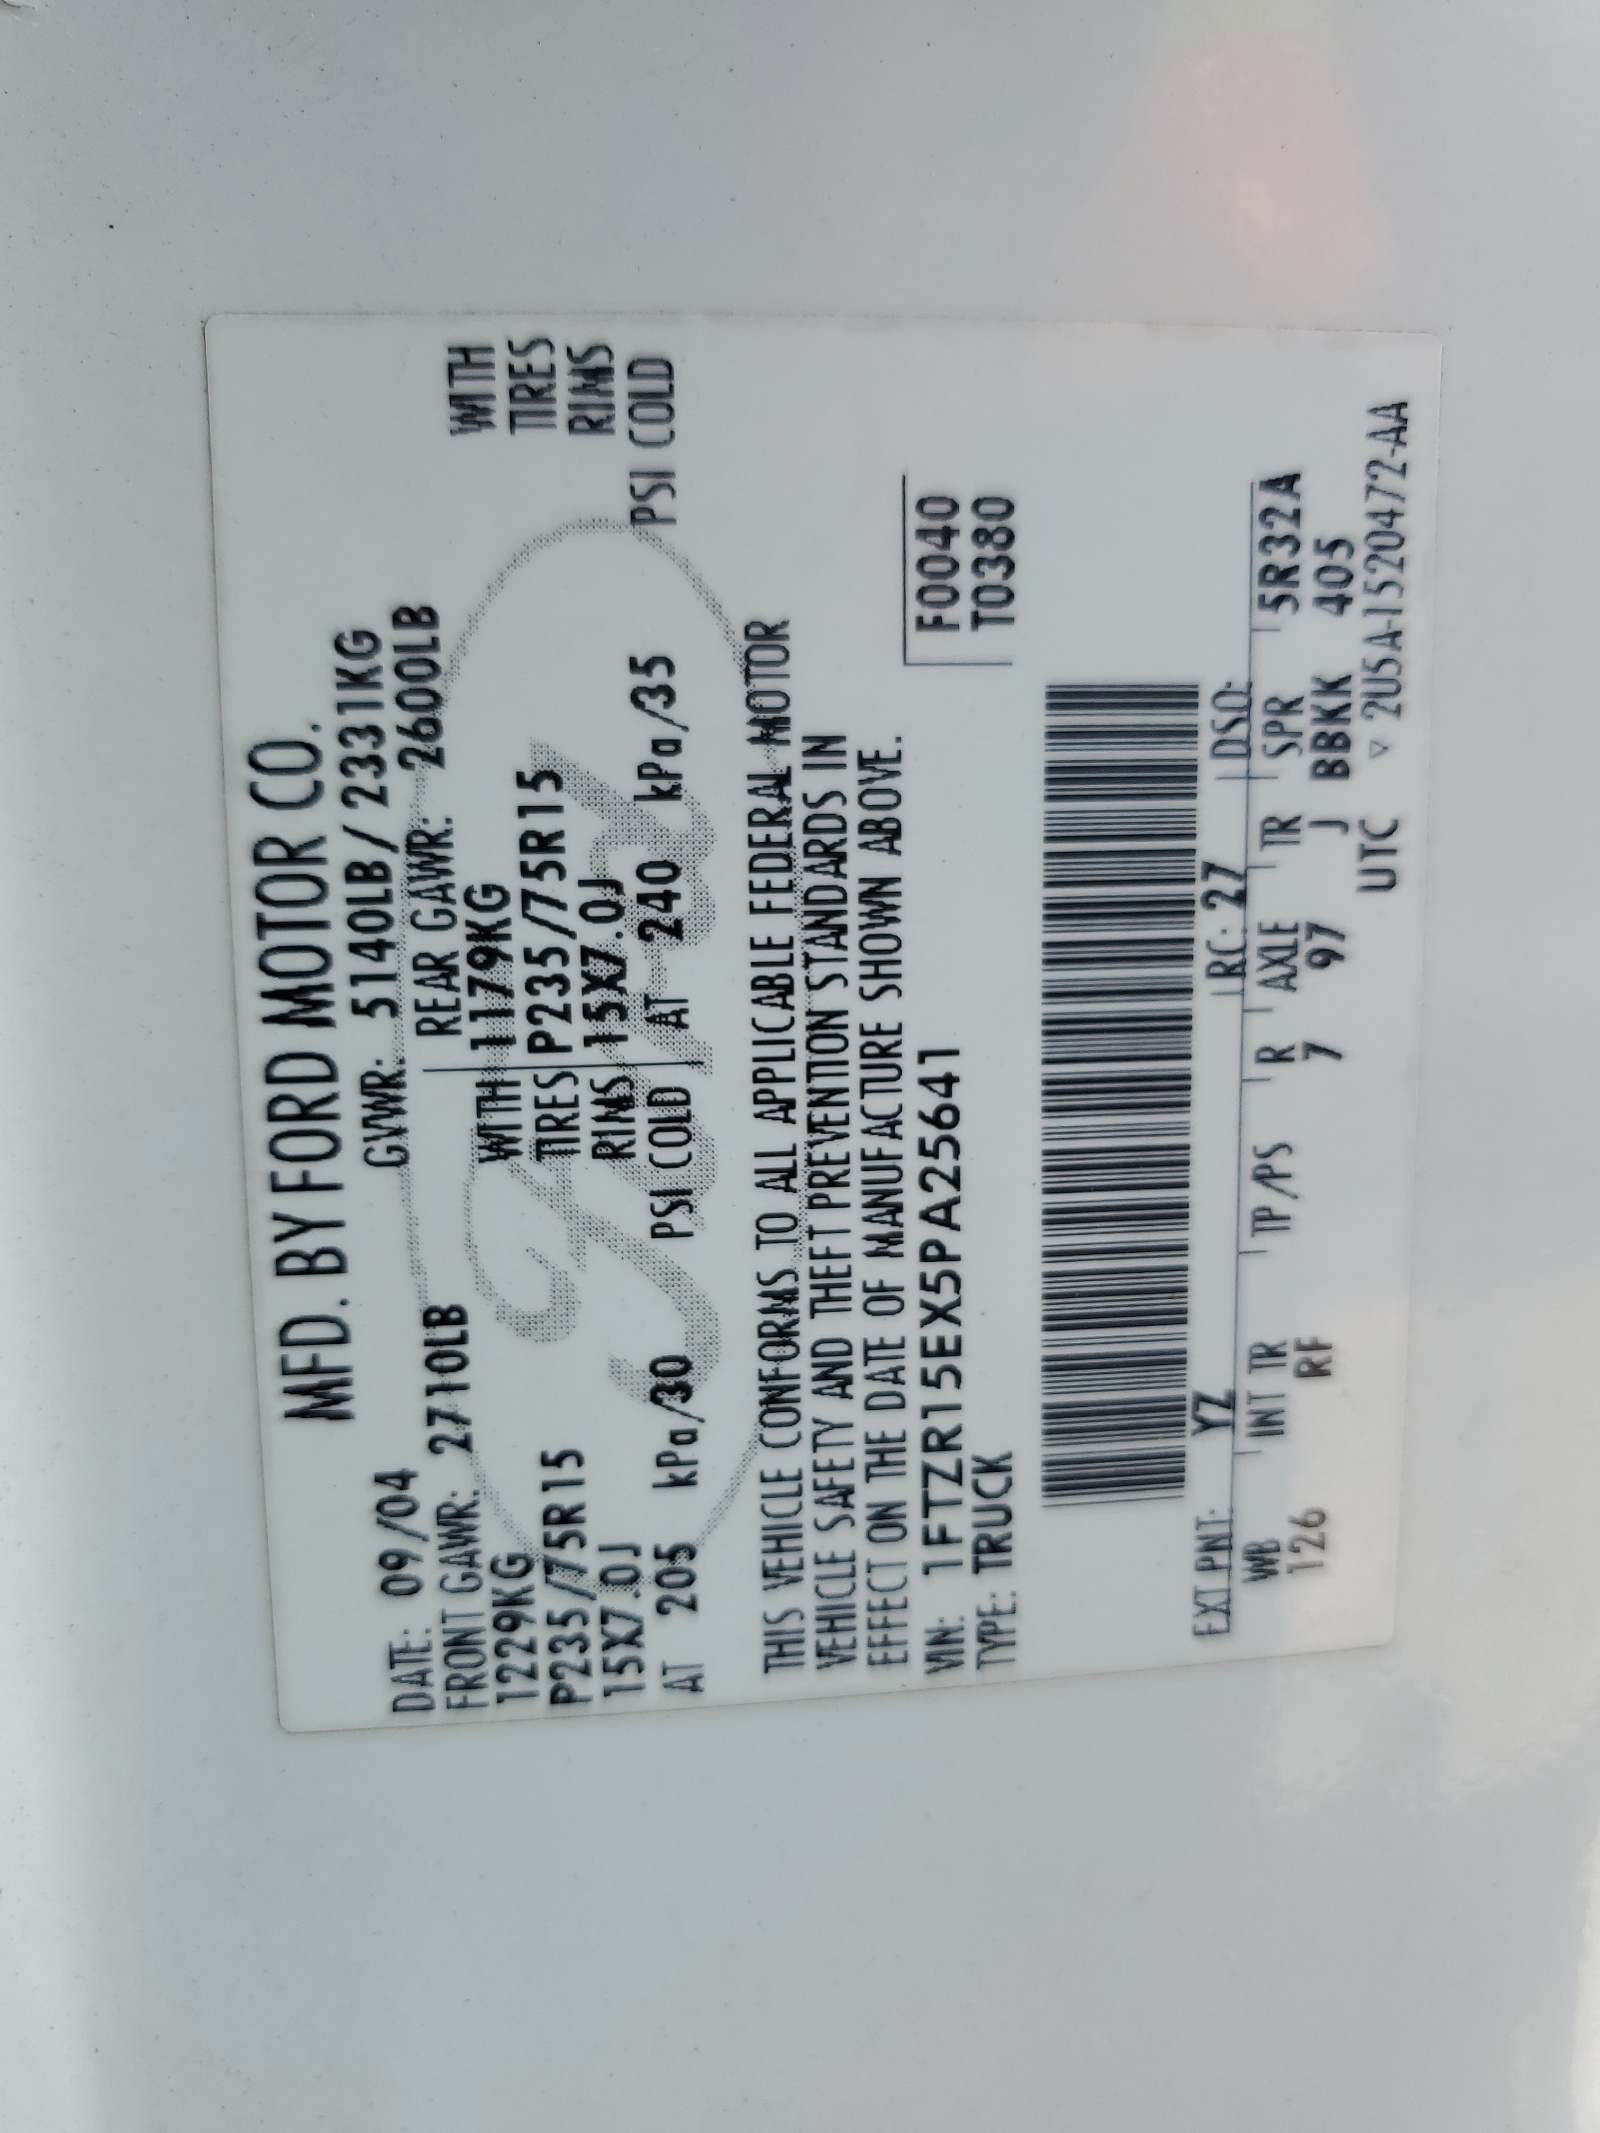 MFD. BY FORD MOTOR CO.
DATE: 09/04 GVWR: 5140LB/ 2331KG
FRONT GAWR: 2710LB REAR GAWR: 2600LB
1229KG WITH 1179KG WITH
P235/75R15 TIRES P235/75R15 TIRES
15X7.0J RIMS 15X7.0J RIMS
AT 205 kPa/30 PSI COLD AT 240 kPa/35 PSI COLD
THIS VEHICLE CONFORMS TO ALL APPLICABLE FEDERAL MOTOR
VEHICLE SAFETY AND THEFT PREVENTION STANDARDS IN
EFFECT ON THE DATE OF MANUFACTURE SHOWN ABOVE.
VIN: 1FTZR15EX5PA25641 F0040
TYPE: TRUCK T0380
EXT PNT: YZ RC: 27 DSO:
WB INT TR TP/PS R AXLE TR SPR 5R32A
126 RF 7 97 J BBKK 405
UTC ▽ 2U5A-1520472-AA
Ford